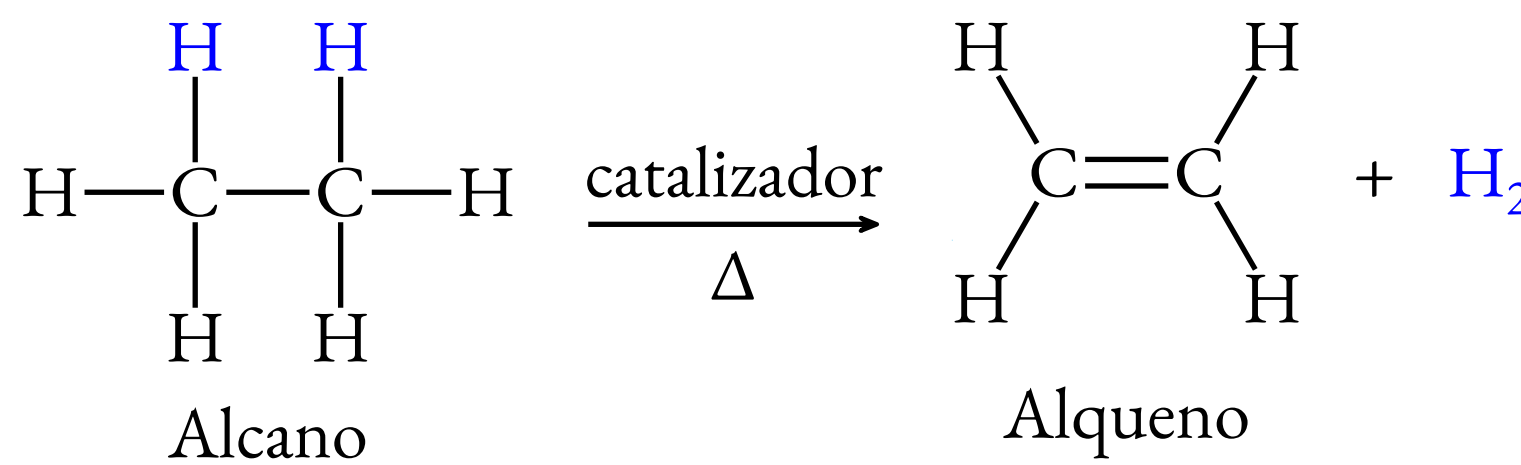 H H H H
H C C H catalizador C C + H₂
Δ
H H H H
Alcano Alqueno